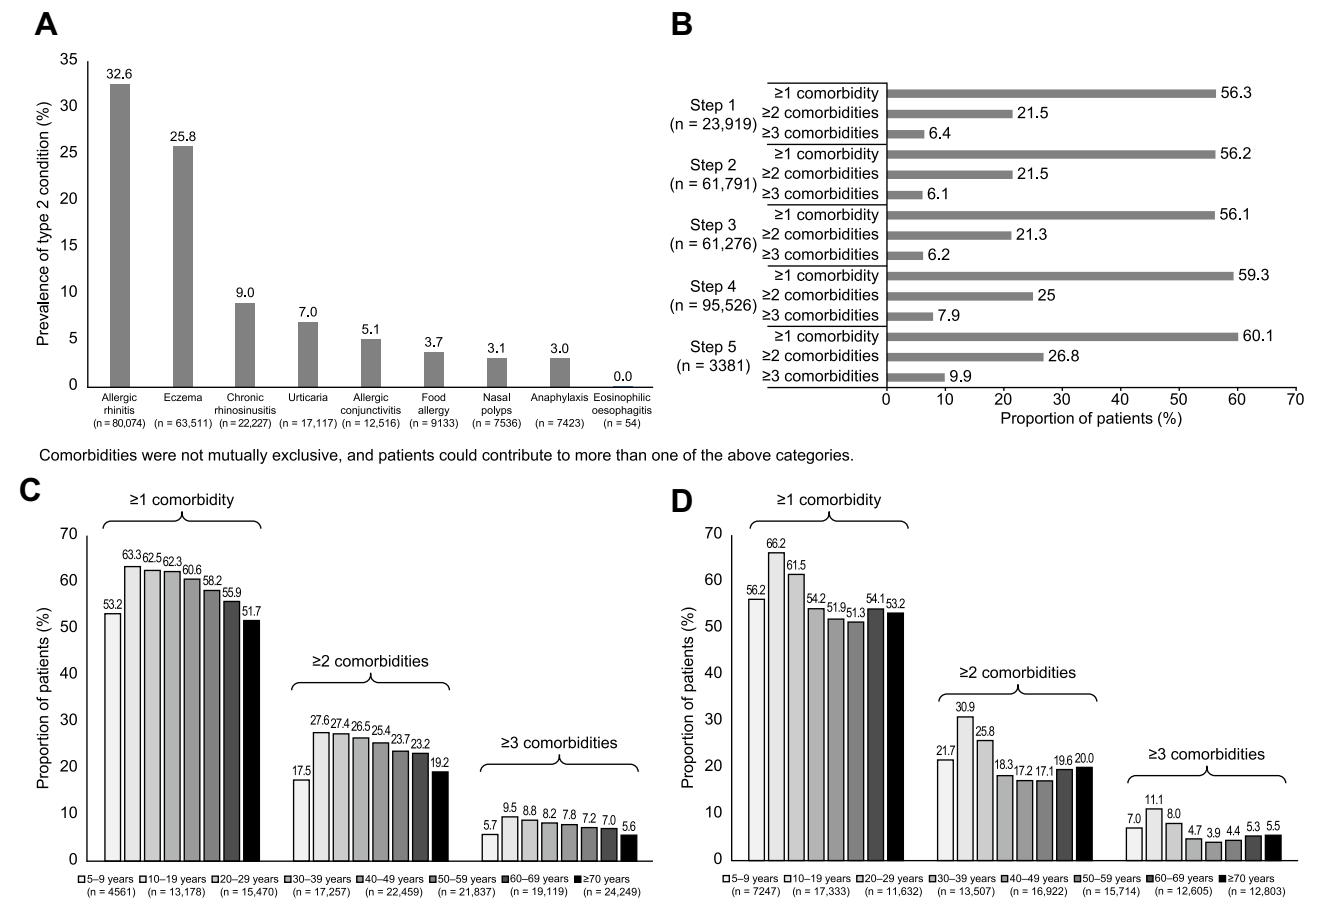 A
Prevalence of type 2 condition (%)
35
30
25
20
15
10
5
0
32.6
25.8
9.0
7.0
5.1
3.7
3.1
3.0
0.0
Allergic rhinitis (n = 80,074)
Eczema (n = 63,511)
Chronic rhinosinusitis (n = 22,227)
Urticaria (n = 17,117)
Allergic conjunctivitis (n = 12,516)
Food allergy (n = 9133)
Nasal polyps (n = 7536)
Anaphylaxis (n = 7423)
Eosinophilic oesophagitis (n = 54)
B
Step 1 (n = 23,919)
≥1 comorbidity 56.3
≥2 comorbidities 21.5
≥3 comorbidities 6.4
Step 2 (n = 61,791)
≥1 comorbidity 56.2
≥2 comorbidities 21.5
≥3 comorbidities 6.1
Step 3 (n = 61,276)
≥1 comorbidity 56.1
≥2 comorbidities 21.3
≥3 comorbidities 6.2
Step 4 (n = 95,526)
≥1 comorbidity 59.3
≥2 comorbidities 25
≥3 comorbidities 7.9
Step 5 (n = 3381)
≥1 comorbidity 60.1
≥2 comorbidities 26.8
≥3 comorbidities 9.9
0 10 20 30 40 50 60 70
Proportion of patients (%)
Comorbidities were not mutually exclusive, and patients could contribute to more than one of the above categories.
C
Proportion of patients (%)
70
60
50
40
30
20
10
0
≥1 comorbidity
53.2 63.3 62.5 62.3 60.6 58.2 55.9 51.7
≥2 comorbidities
17.5 27.6 27.4 26.5 25.4 23.7 23.2 19.2
≥3 comorbidities
5.7 9.5 8.8 8.2 7.8 7.2 7.0 5.6
5–9 years 10–19 years 20–29 years 30–39 years 40–49 years 50–59 years 60–69 years ≥70 years
(n = 4561) (n = 13,178) (n = 15,470) (n = 17,257) (n = 22,459) (n = 21,837) (n = 19,119) (n = 24,249)
D
Proportion of patients (%)
70
60
50
40
30
20
10
0
≥1 comorbidity
56.2 66.2 61.5 54.2 51.9 51.3 54.1 53.2
≥2 comorbidities
21.7 30.9 25.8 18.3 17.2 17.1 19.6 20.0
≥3 comorbidities
7.0 11.1 8.0 4.7 3.9 4.4 5.3 5.5
5–9 years 10–19 years 20–29 years 30–39 years 40–49 years 50–59 years 60–69 years ≥70 years
(n = 7247) (n = 17,333) (n = 11,632) (n = 13,507) (n = 16,922) (n = 15,714) (n = 12,605) (n = 12,803)